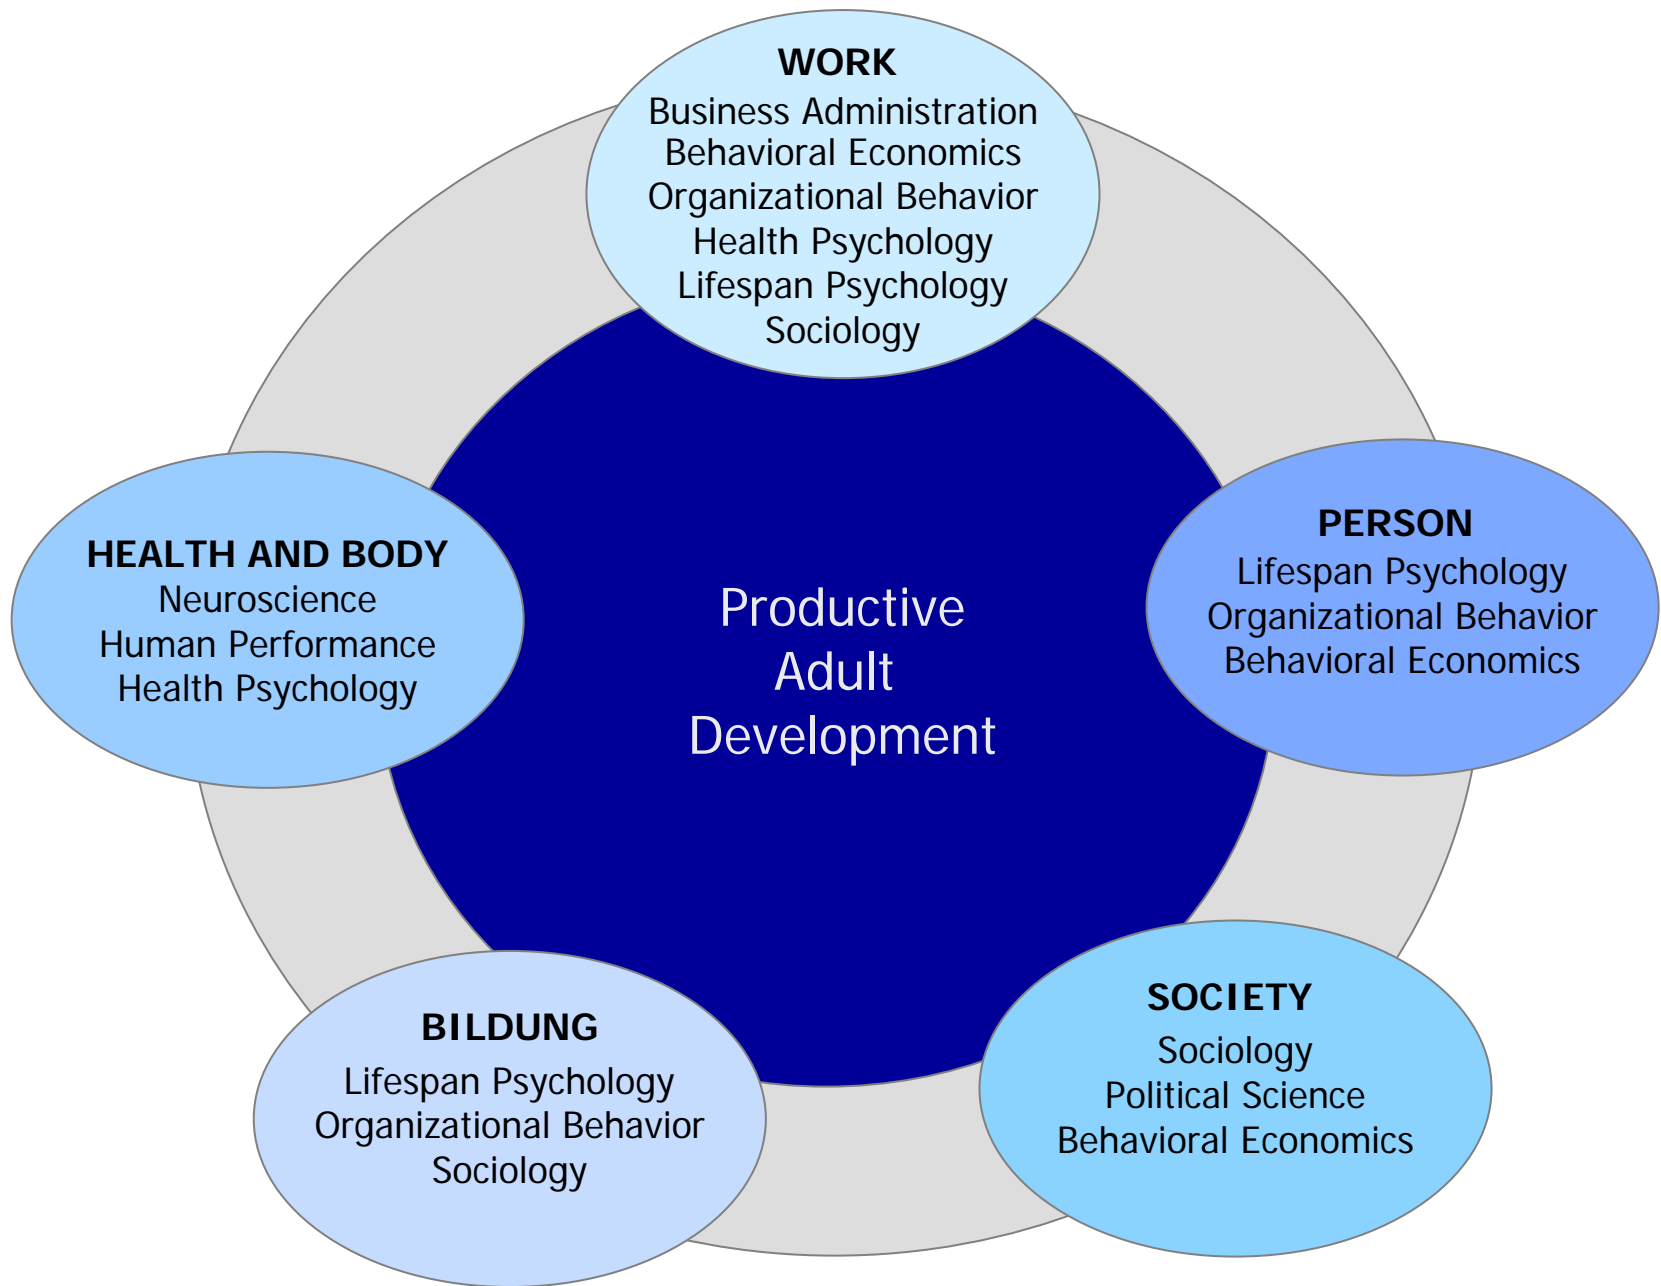 WORK
Business Administration
Behavioral Economics
Organizational Behavior
Health Psychology
Lifespan Psychology
Sociology
HEALTH AND BODY
Neuroscience
Human Performance
Health Psychology
Productive
Adult
Development
PERSON
Lifespan Psychology
Organizational Behavior
Behavioral Economics
BILDUNG
Lifespan Psychology
Organizational Behavior
Sociology
SOCIETY
Sociology
Political Science
Behavioral Economics